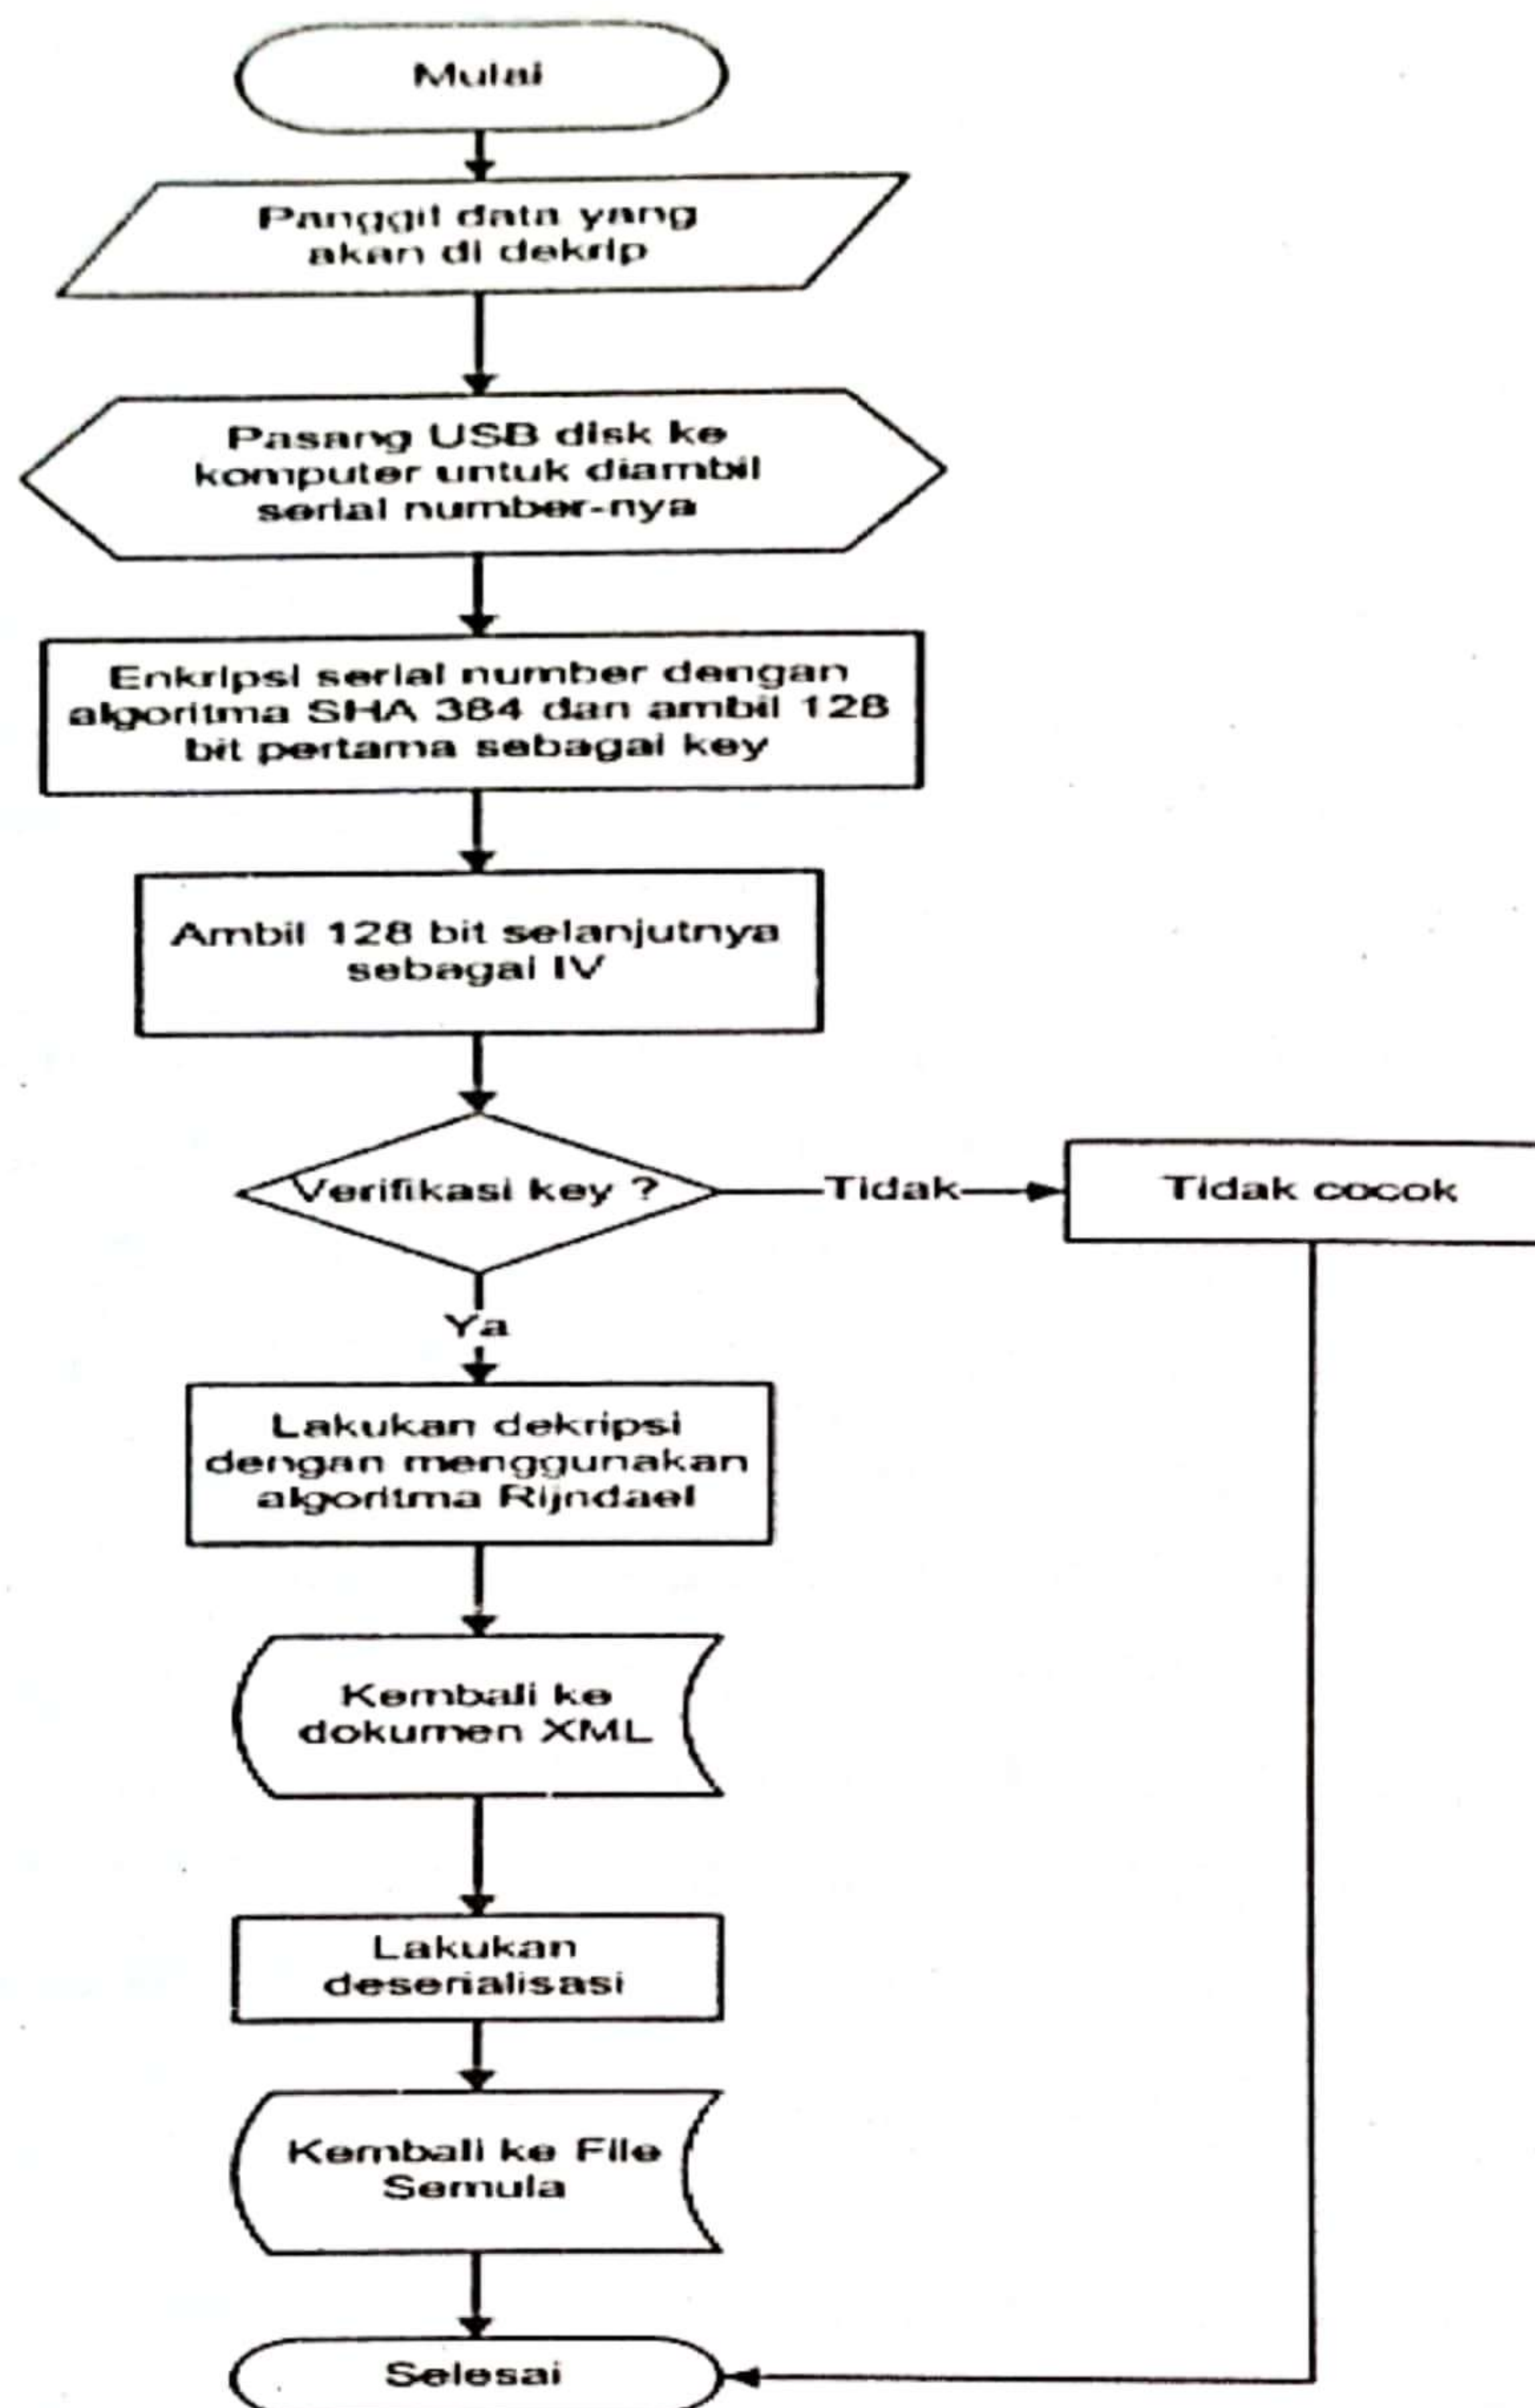 Mulai
Panggil data yang
akan di dekrip
Pasang USB disk ke
komputer untuk diambil
serial number-nya
Enkripsi serial number dengan
algoritma SHA 384 dan ambil 128
bit pertama sebagai key
Ambil 128 bit selanjutnya
sebagai IV
Verifikasi key ?
Tidak
Tidak cocok
Ya
Lakukan dekripsi
dengan menggunakan
algoritma Rijndael
Kembali ke
dokumen XML
Lakukan
deserialisasi
Kembali ke File
Semula
Selesai